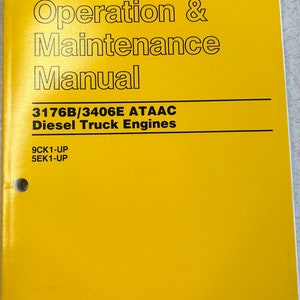 Operation &
Maintenance
Manual
3176B/3406E ATAAC
Diesel Truck Engines
9CK1-UP
5EK1-UP